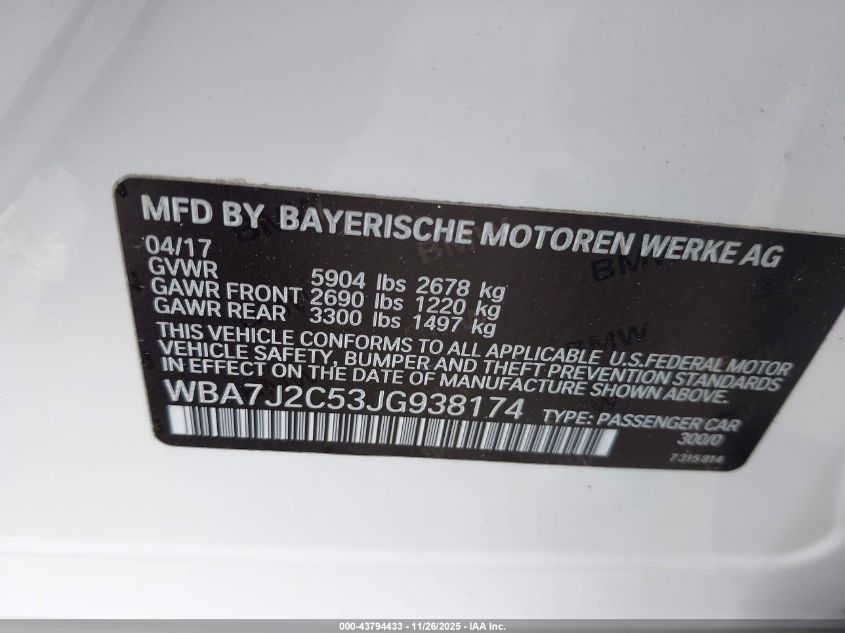 MFD BY BAYERISCHE MOTOREN WERKE AG
04/17
GVWR 5904 lbs 2678 kg
GAWR FRONT 2690 lbs 1220 kg
GAWR REAR 3300 lbs 1497 kg
THIS VEHICLE CONFORMS TO ALL APPLICABLE U.S.FEDERAL MOTOR
VEHICLE SAFETY, BUMPER AND THEFT PREVENTION STANDARDS
IN EFFECT ON THE DATE OF MANUFACTURE SHOWN ABOVE.
WBA7J2C53JG938174 TYPE: PASSENGER CAR
300/0
7 315 814
000-43794433 - 11/26/2025 - IAA Inc.